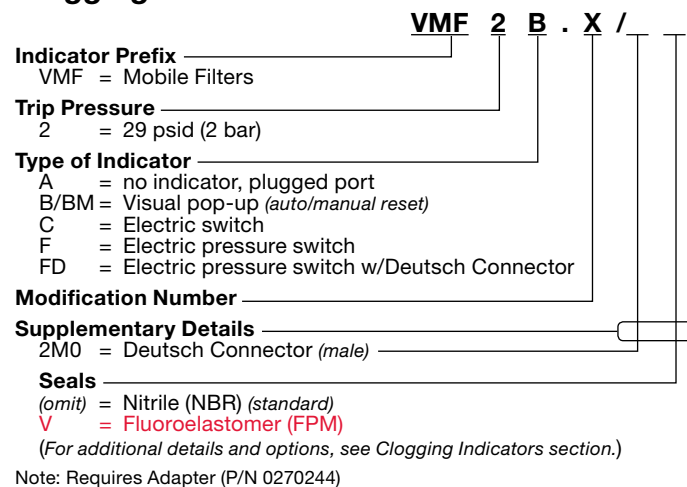 VMF 2 B . X /
Indicator Prefix
VMF = Mobile Filters
Trip Pressure
2 = 29 psid (2 bar)
Type of Indicator
A = no indicator, plugged port
B/BM = Visual pop-up (auto/manual reset)
C = Electric switch
F = Electric pressure switch
FD = Electric pressure switch w/Deutsch Connector
Modification Number
Supplementary Details
2M0 = Deutsch Connector (male)
Seals
(omit) = Nitrile (NBR) (standard)
V = Fluoroelastomer (FPM)
(For additional details and options, see Clogging Indicators section.)
Note: Requires Adapter (P/N 0270244)